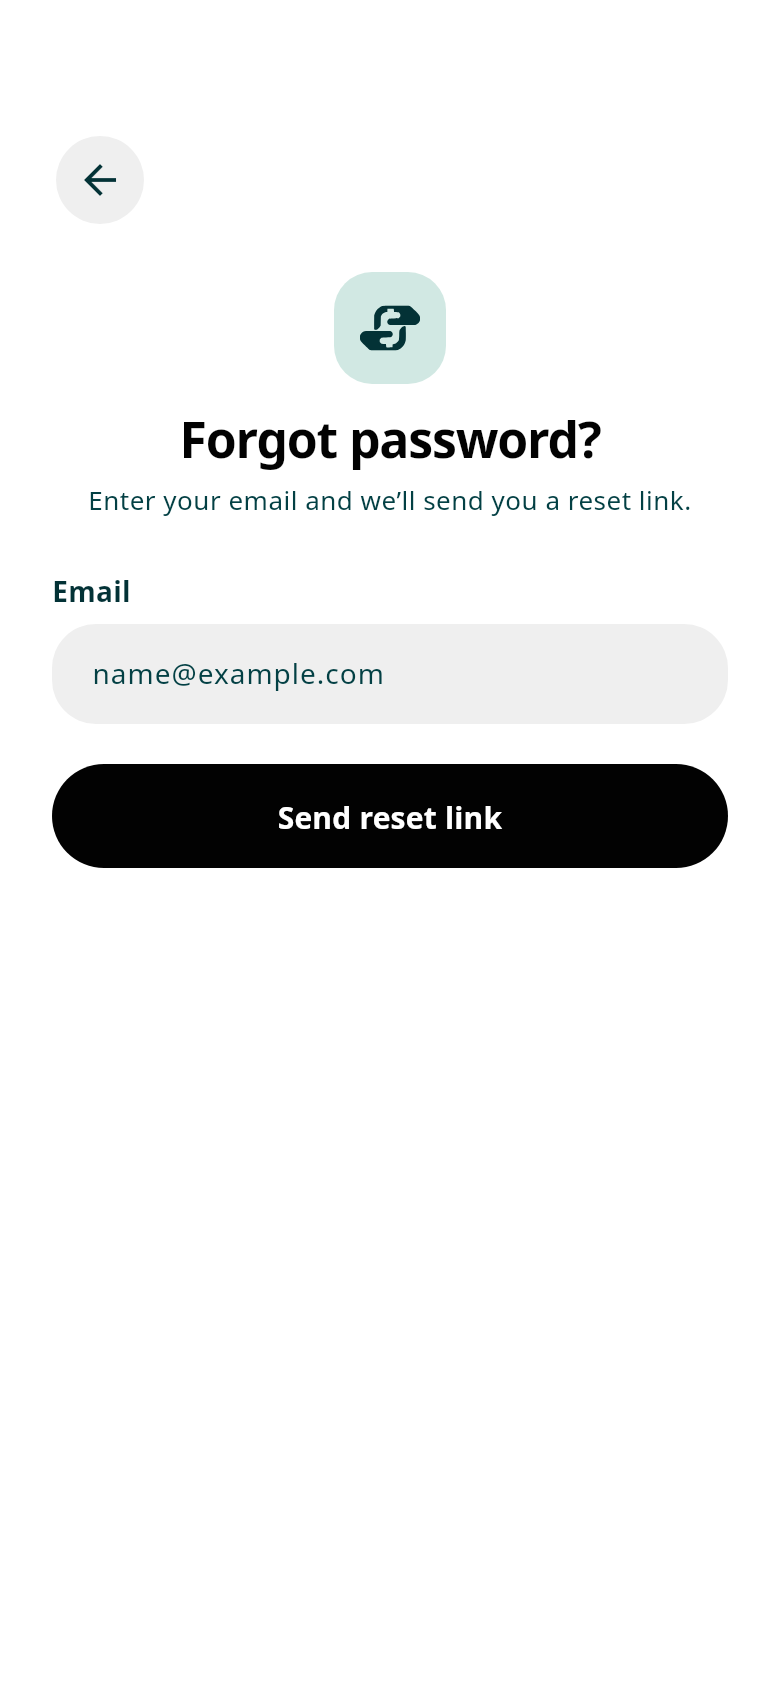 Forgot password?
Enter your email and we’ll send you a reset link.
Email
name@example.com
Send reset link